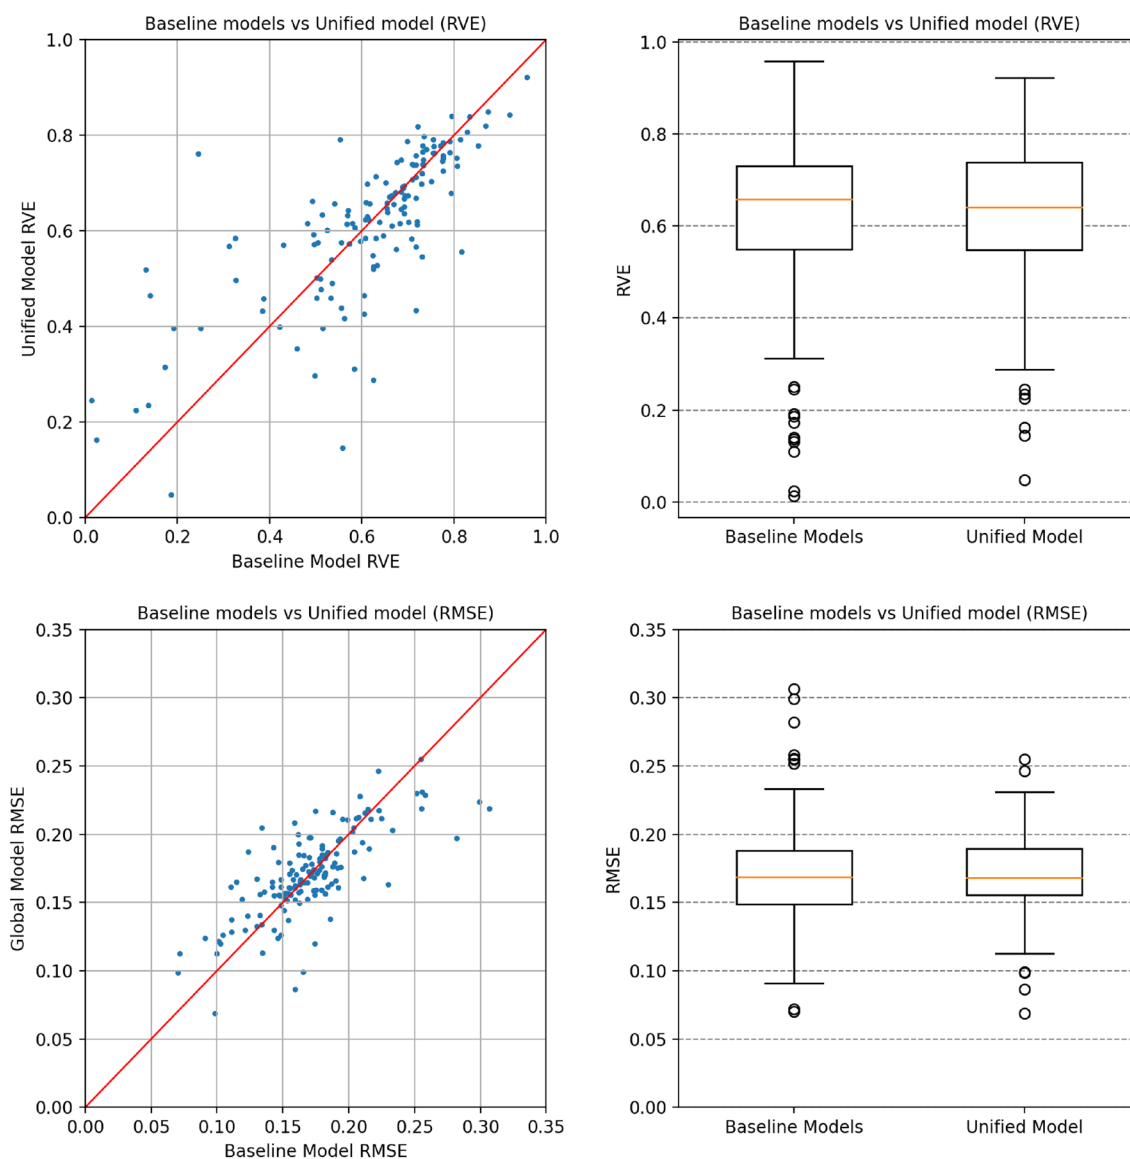 Baseline models vs Unified model (RVE)
1.0
0.8
0.6
0.4
0.2
0.0
Unified Model RVE
0.0 0.2 0.4 0.6 0.8 1.0
Baseline Model RVE
Baseline models vs Unified model (RVE)
1.0
0.8
0.6
0.4
0.2
0.0
RVE
Baseline Models Unified Model
Baseline models vs Unified model (RMSE)
0.35
0.30
0.25
0.20
0.15
0.10
0.05
0.00
Global Model RMSE
0.00 0.05 0.10 0.15 0.20 0.25 0.30 0.35
Baseline Model RMSE
Baseline models vs Unified model (RMSE)
0.35
0.30
0.25
0.20
0.15
0.10
0.05
0.00
RMSE
Baseline Models Unified Model